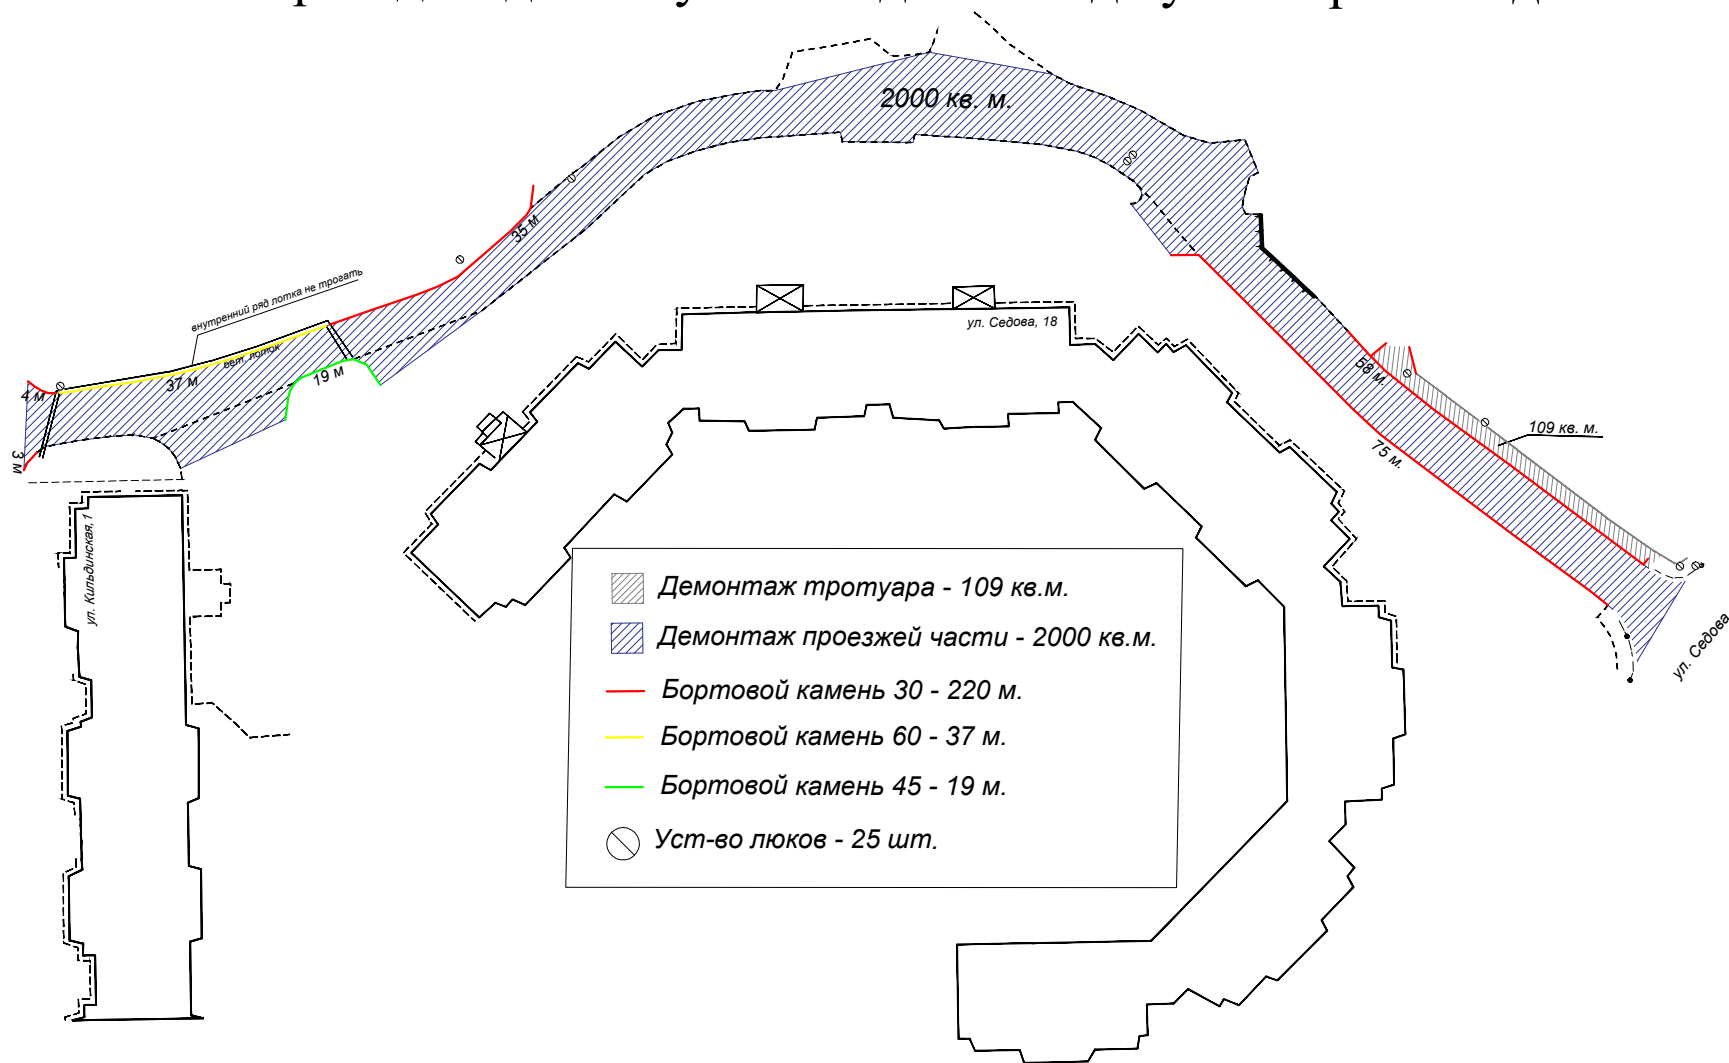 2000 кв. м.
35 м
внутренний ряд лотка не трогать
бет. лоток
37 м
19 м
4 м
3 м
ул. Седова, 18
58 м.
109 кв. м.
75 м.
ул. Седова
ул. Кильдинская,1
Демонтаж тротуара - 109 кв.м.
Демонтаж проезжей части - 2000 кв.м.
Бортовой камень 30 - 220 м.
Бортовой камень 60 - 37 м.
Бортовой камень 45 - 19 м.
Уст-во люков - 25 шт.